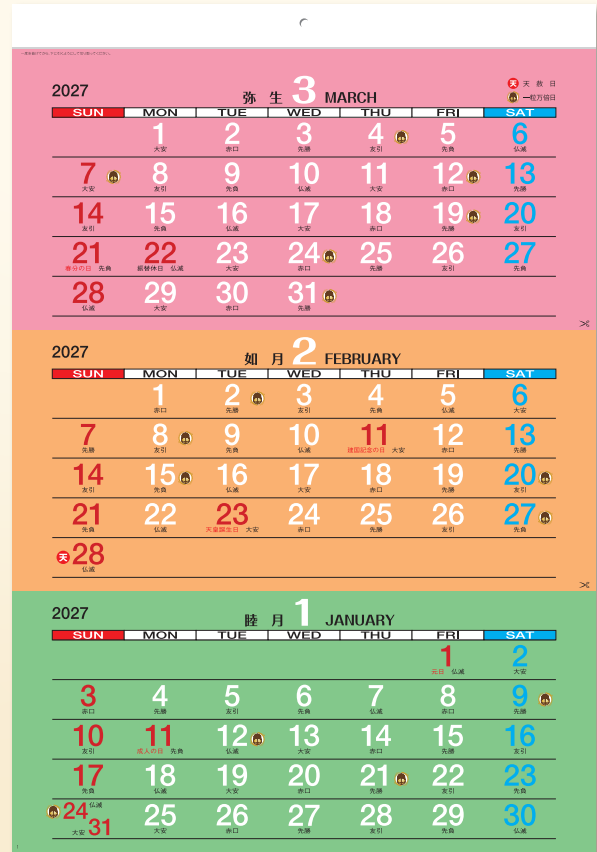 2027
弥生 3 MARCH
天 天赦日
一粒万倍日
SUN MON TUE WED THU FRI SAT
1 2 3 4 5 6
大安 赤口 先勝 友引 先負 仏滅
7 8 9 10 11 12 13
大安 友引 先負 仏滅 大安 赤口 先勝
14 15 16 17 18 19 20
友引 先負 仏滅 大安 赤口 先勝 友引
21 22 23 24 25 26 27
春分の日 先負 振替休日 仏滅 大安 赤口 先勝 友引 先負
28 29 30 31
仏滅 大安 赤口 先勝
2027
如月 2 FEBRUARY
SUN MON TUE WED THU FRI SAT
1 2 3 4 5 6
赤口 先勝 友引 先負 仏滅 大安
7 8 9 10 11 12 13
先勝 友引 先負 仏滅 建国記念の日 大安 赤口 先勝
14 15 16 17 18 19 20
友引 先負 仏滅 大安 赤口 先勝 友引
21 22 23 24 25 26 27
先負 仏滅 天皇誕生日 大安 赤口 先勝 友引 先負
天 28
仏滅
2027
睦月 1 JANUARY
SUN MON TUE WED THU FRI SAT
1 2
元日 仏滅 大安
3 4 5 6 7 8 9
赤口 先勝 友引 先負 仏滅 赤口 先勝
10 11 12 13 14 15 16
友引 成人の日 先負 仏滅 大安 赤口 先勝 友引
17 18 19 20 21 22 23
先負 仏滅 大安 赤口 先勝 友引 先負
24 仏滅 25 26 27 28 29 30
大安 31 大安 赤口 先勝 友引 先負 仏滅